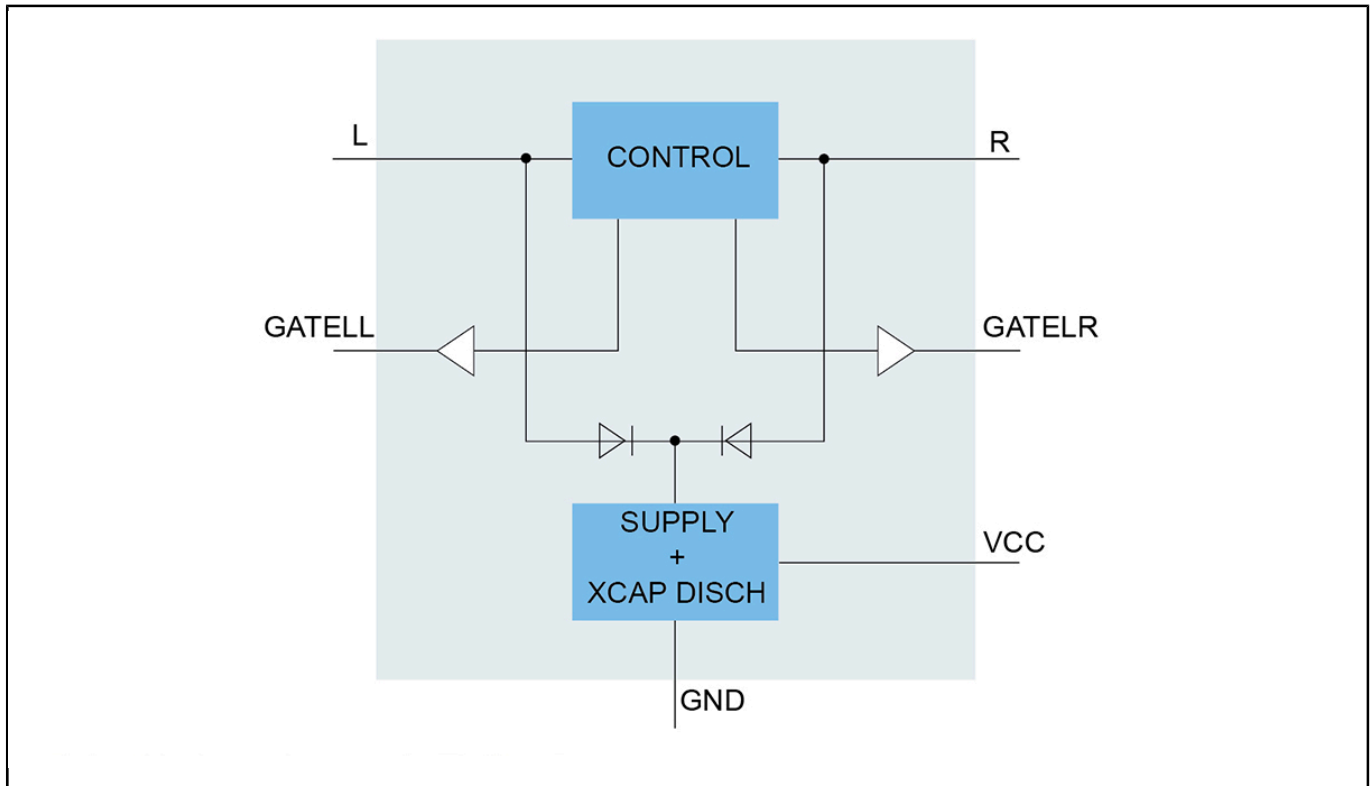 L
CONTROL
R
GATELL
GATELR
SUPPLY
+
XCAP DISCH
VCC
GND